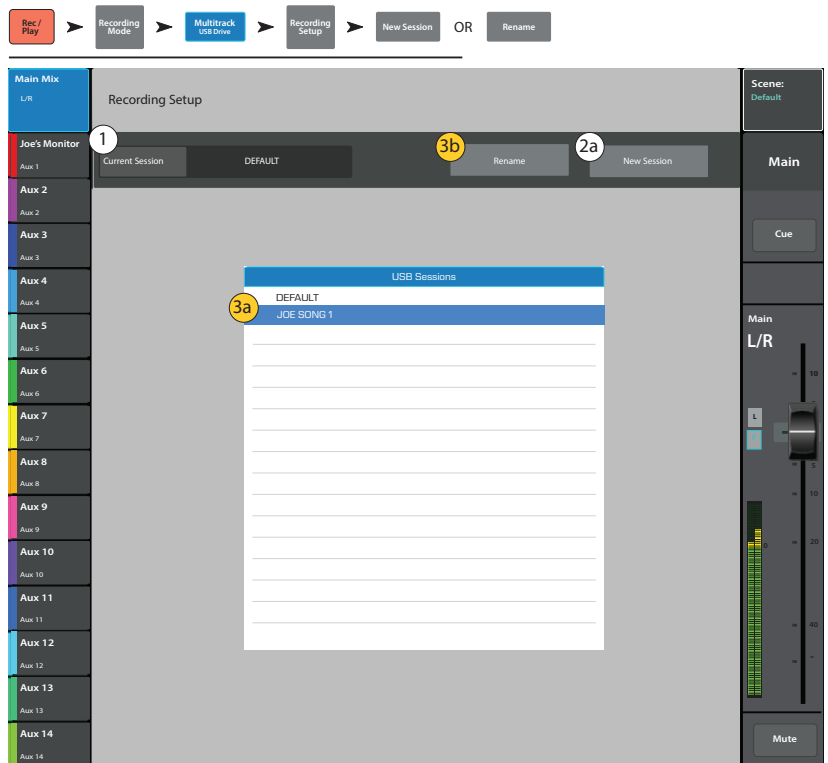 Rec /
Play
Recording
Mode
Multitrack
USB Drive
Recording
Setup
New Session
OR
Rename
Main Mix
L/R
Recording Setup
Scene:
Default
1
Current Session
DEFAULT
3b
Rename
2a
New Session
Joe's Monitor
Aux 1
Aux 2
Aux 2
Aux 3
Aux 3
Aux 4
Aux 4
Aux 5
Aux 5
Aux 6
Aux 6
Aux 7
Aux 7
Aux 8
Aux 8
Aux 9
Aux 9
Aux 10
Aux 10
Aux 11
Aux 11
Aux 12
Aux 12
Aux 13
Aux 13
Aux 14
Aux 14
USB Sessions
DEFAULT
3a
JOE SONG 1
Main
Cue
Main
L/R
10
L
5
10
0
20
40
Mute